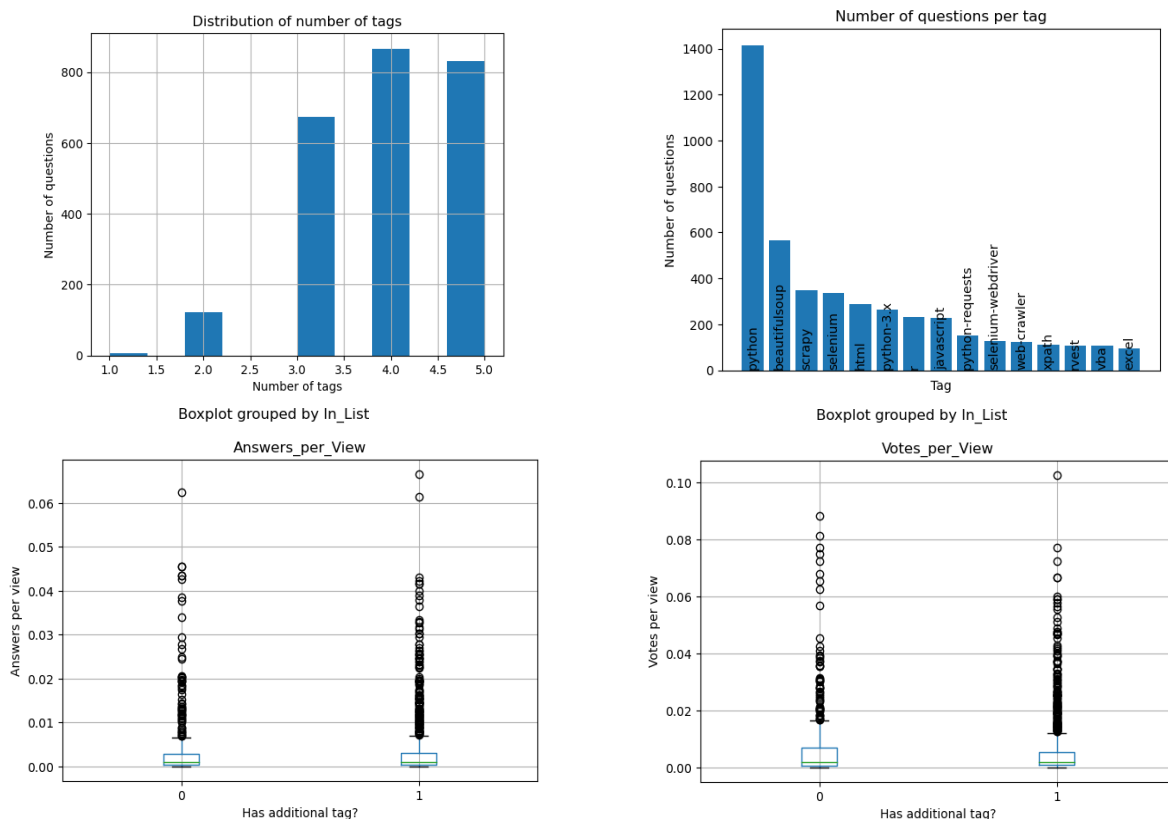 Distribution of number of tags
Number of questions
800
600
400
200
0
1.0 1.5 2.0 2.5 3.0 3.5 4.0 4.5 5.0
Number of tags
Number of questions per tag
Number of questions
1400
1200
1000
800
600
400
200
0
python
beautifulsoup
scrapy
selenium
html
python-3.x
r
javascript
python-requests
selenium-webdriver
web-crawler
xpath
rvest
vba
excel
Tag
Boxplot grouped by In_List
Answers_per_View
Answers per view
0.06
0.05
0.04
0.03
0.02
0.01
0.00
0 1
Has additional tag?
Boxplot grouped by In_List
Votes_per_View
Votes per view
0.10
0.08
0.06
0.04
0.02
0.00
0 1
Has additional tag?